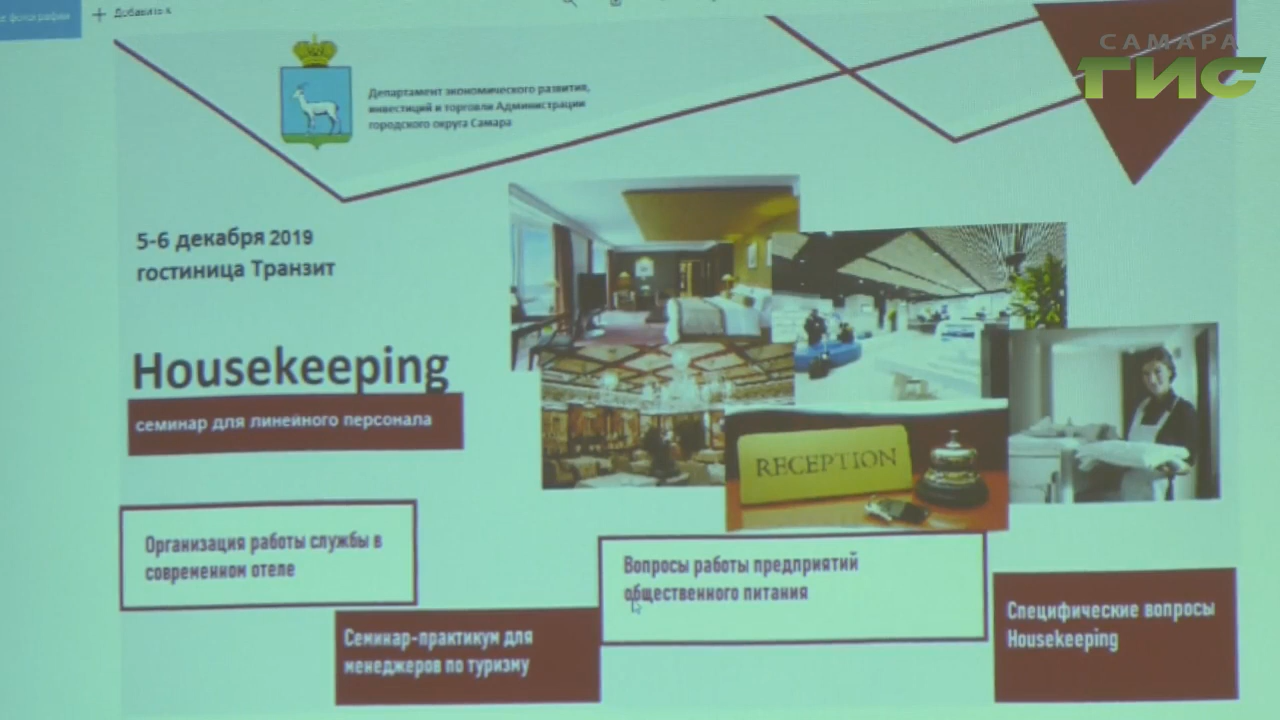 Добавить к
САМАРА
ГИС
Департамент экономического развития,
инвестиций и торговли Администрации
городского округа Самара
5-6 декабря 2019
гостиница Транзит
Housekeeping
семинар для линейного персонала
RECEPTION
Организация работы службы в
современном отеле
Вопросы работы предприятий
общественного питания
Семинар-практикум для
менеджеров по туризму
Специфические вопросы
Housekeeping